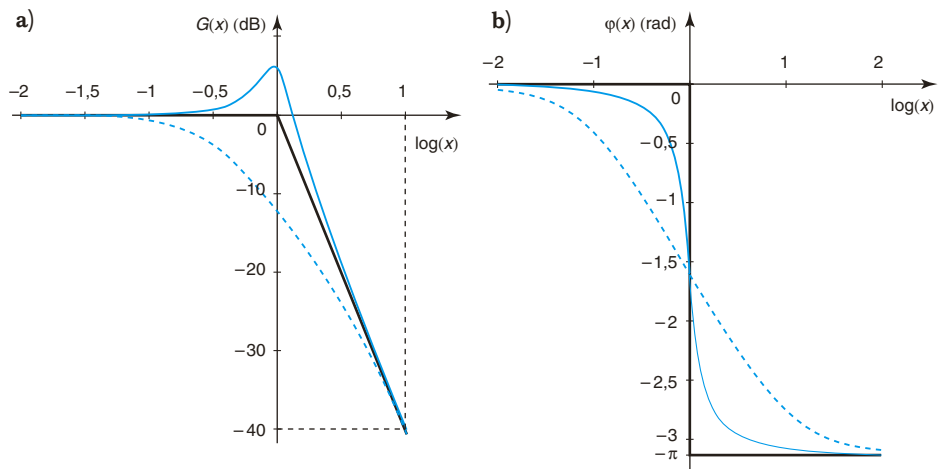 a)
G(x) (dB)
−2 −1,5 −1 −0,5 0,5 1
0
log(x)
−10
−20
−30
−40
b)
φ(x) (rad)
−2 −1 1 2
0
log(x)
−0,5
−1
−1,5
−2
−2,5
−3
−π